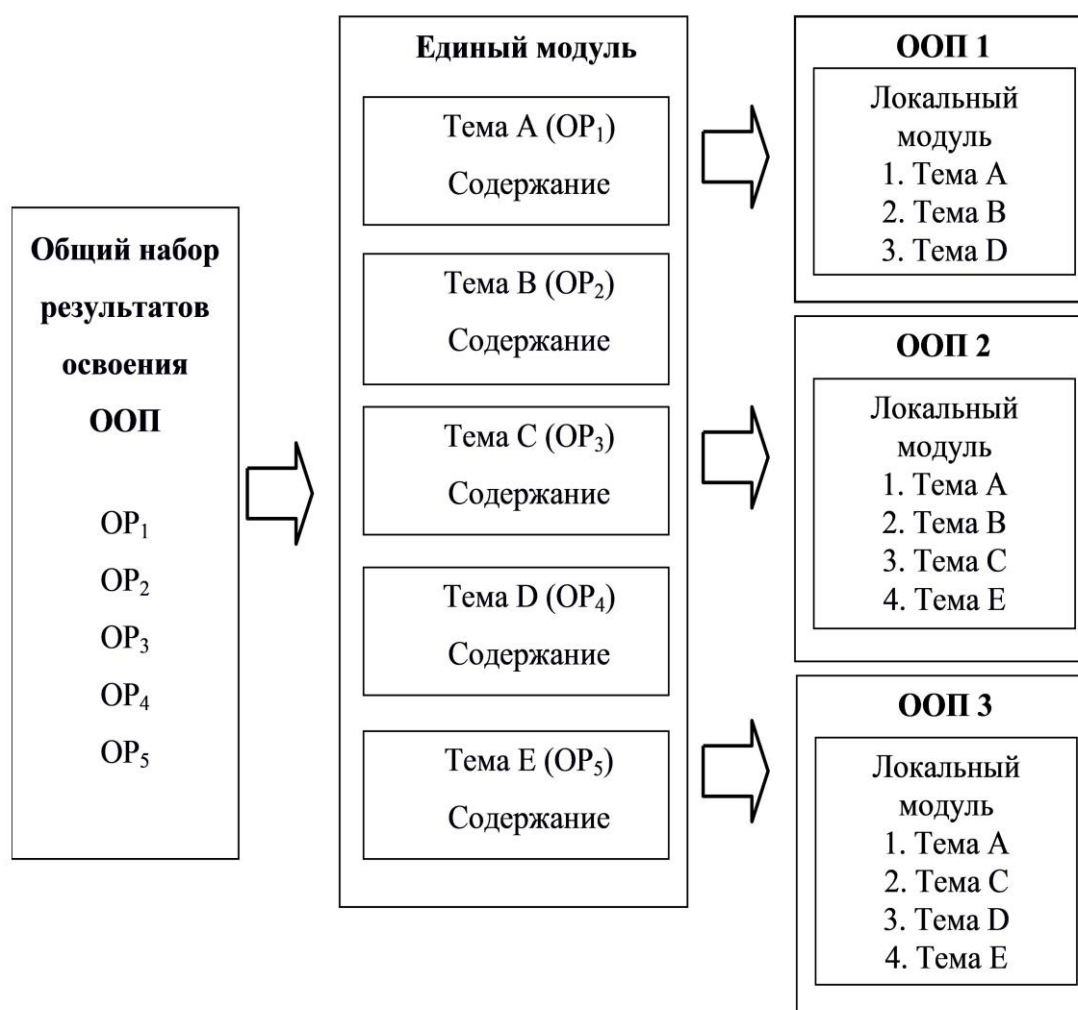 Общий набор
результатов
освоения
ООП
ОР₁
ОР₂
ОР₃
ОР₄
ОР₅
Единый модуль
Тема A (ОР₁)
Содержание
Тема B (ОР₂)
Содержание
Тема C (ОР₃)
Содержание
Тема D (ОР₄)
Содержание
Тема E (ОР₅)
Содержание
ООП 1
Локальный
модуль
1. Тема A
2. Тема B
3. Тема D
ООП 2
Локальный
модуль
1. Тема A
2. Тема B
3. Тема C
4. Тема E
ООП 3
Локальный
модуль
1. Тема A
2. Тема C
3. Тема D
4. Тема E